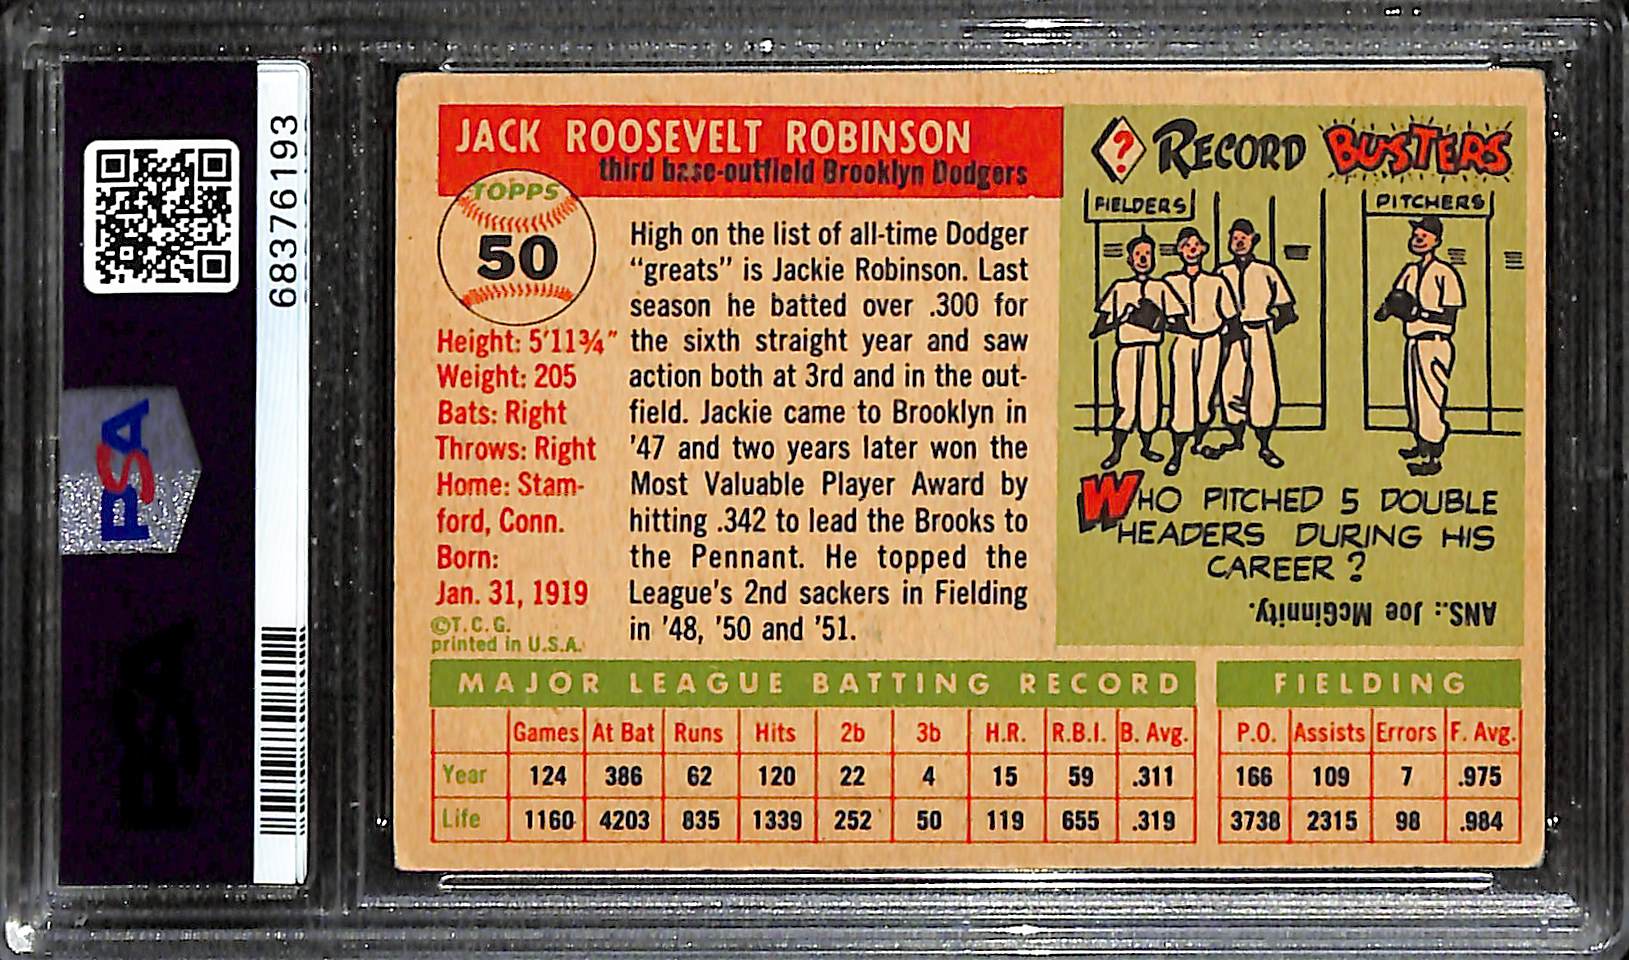 68376193
PSA
JACK ROOSEVELT ROBINSON
third base-outfield Brooklyn Dodgers
TOPPS
50
Height: 5'11¾"
Weight: 205
Bats: Right
Throws: Right
Home: Stam-
ford, Conn.
Born:
Jan. 31, 1919
©T.C.G.
printed in U.S.A.
High on the list of all-time Dodger
“greats” is Jackie Robinson. Last
season he batted over .300 for
the sixth straight year and saw
action both at 3rd and in the out-
field. Jackie came to Brooklyn in
'47 and two years later won the
Most Valuable Player Award by
hitting .342 to lead the Brooks to
the Pennant. He topped the
League's 2nd sackers in Fielding
in '48, '50 and '51.
? RECORD BUSTERS
FIELDERS
PITCHERS
WHO PITCHED 5 DOUBLE
HEADERS DURING HIS
CAREER?
ANS.: Joe McGinnity.
MAJOR LEAGUE BATTING RECORD
Games At Bat Runs Hits 2b 3b H.R. R.B.I. B. Avg.
Year 124 386 62 120 22 4 15 59 .311
Life 1160 4203 835 1339 252 50 119 655 .319
FIELDING
P.O. Assists Errors F. Avg.
166 109 7 .975
3738 2315 98 .984